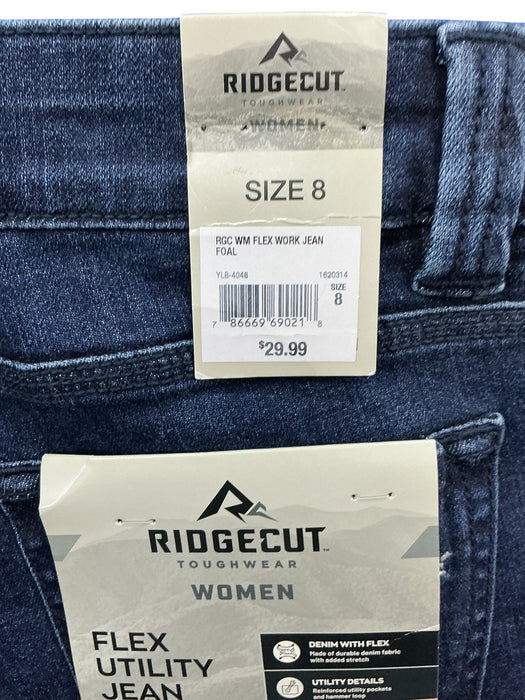 RIDGECUT
TOUGHWEAR
WOMEN
SIZE 8
RGC WM FLEX WORK JEAN
FOAL
YLB-4048 1620314
SIZE
8
7 86669 69021 8
$29.99
RIDGECUT™
TOUGHWEAR
WOMEN
FLEX
UTILITY
JEAN
DENIM WITH FLEX
Made of durable denim fabric
with added stretch
UTILITY DETAILS
Reinforced utility pockets
and hammer loop